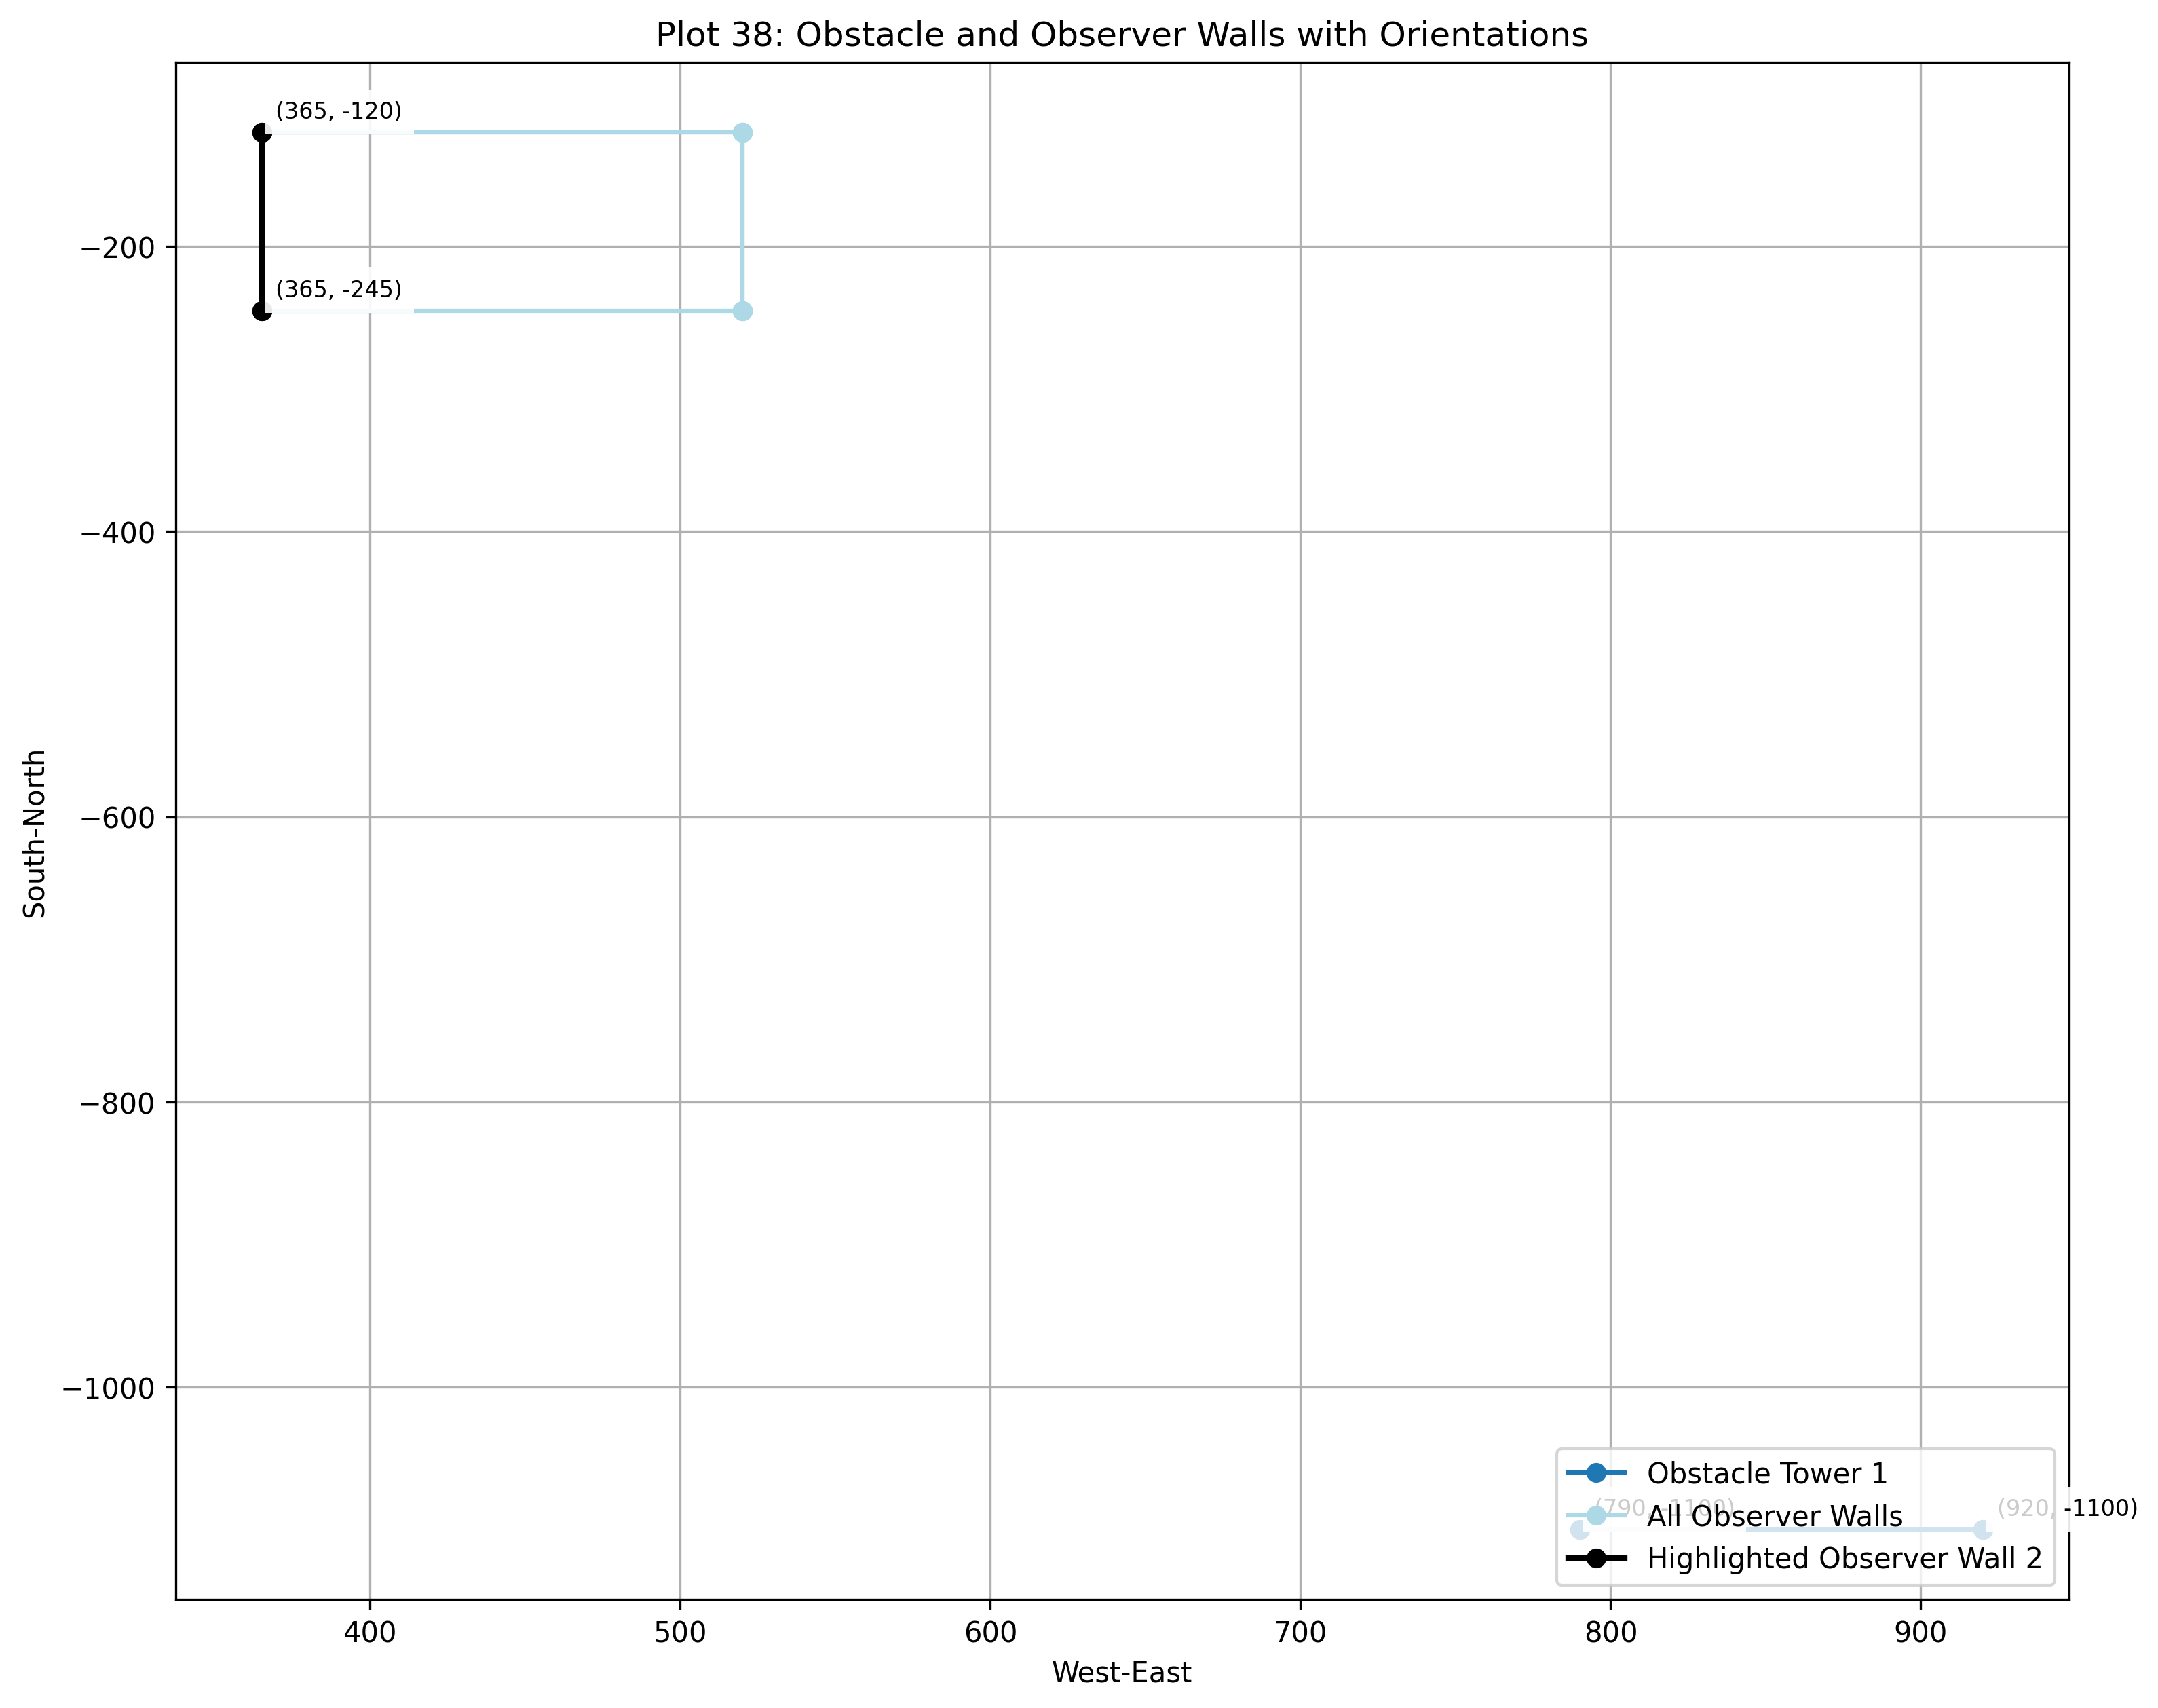 Plot 38: Obstacle and Observer Walls with Orientations
(365, -120)
−200
(365, -245)
−400
−600
South-North
−800
−1000
Obstacle Tower 1
(790, -1100)
(920, -1100)
All Observer Walls
Highlighted Observer Wall 2
400
500
600
700
800
900
West-East